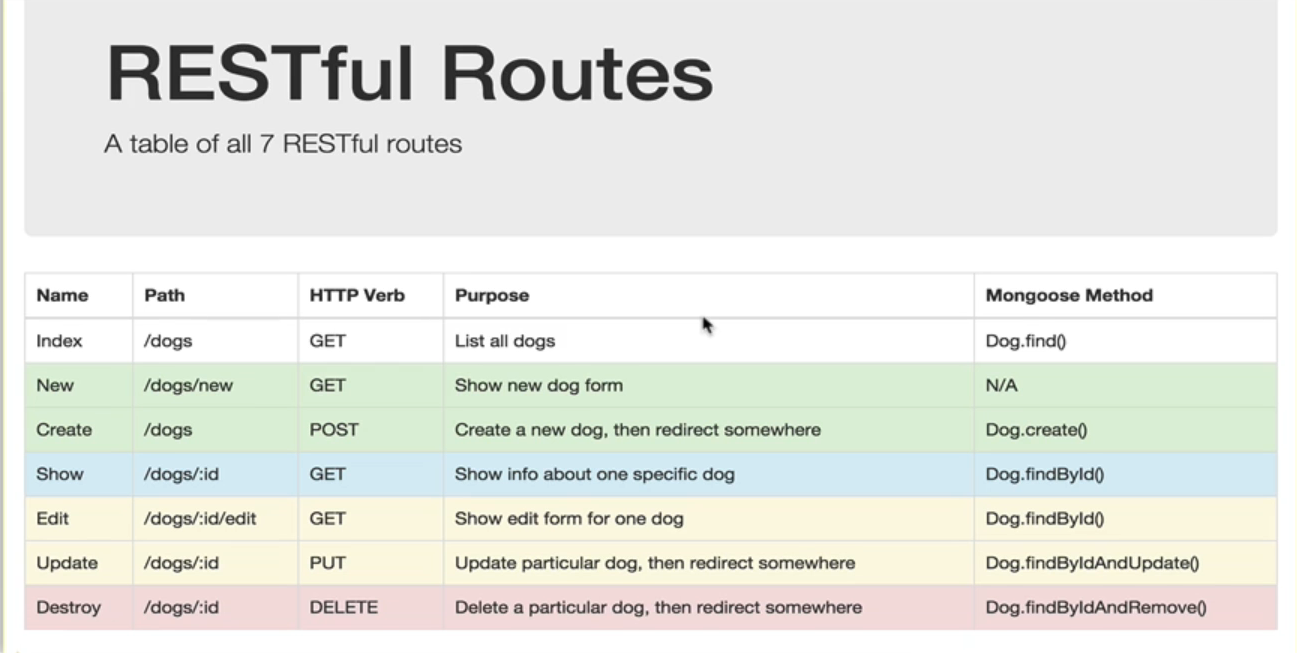 RESTful Routes
A table of all 7 RESTful routes
Name Path HTTP Verb Purpose Mongoose Method
Index /dogs GET List all dogs Dog.find()
New /dogs/new GET Show new dog form N/A
Create /dogs POST Create a new dog, then redirect somewhere Dog.create()
Show /dogs/:id GET Show info about one specific dog Dog.findById()
Edit /dogs/:id/edit GET Show edit form for one dog Dog.findById()
Update /dogs/:id PUT Update particular dog, then redirect somewhere Dog.findByIdAndUpdate()
Destroy /dogs/:id DELETE Delete a particular dog, then redirect somewhere Dog.findByIdAndRemove()